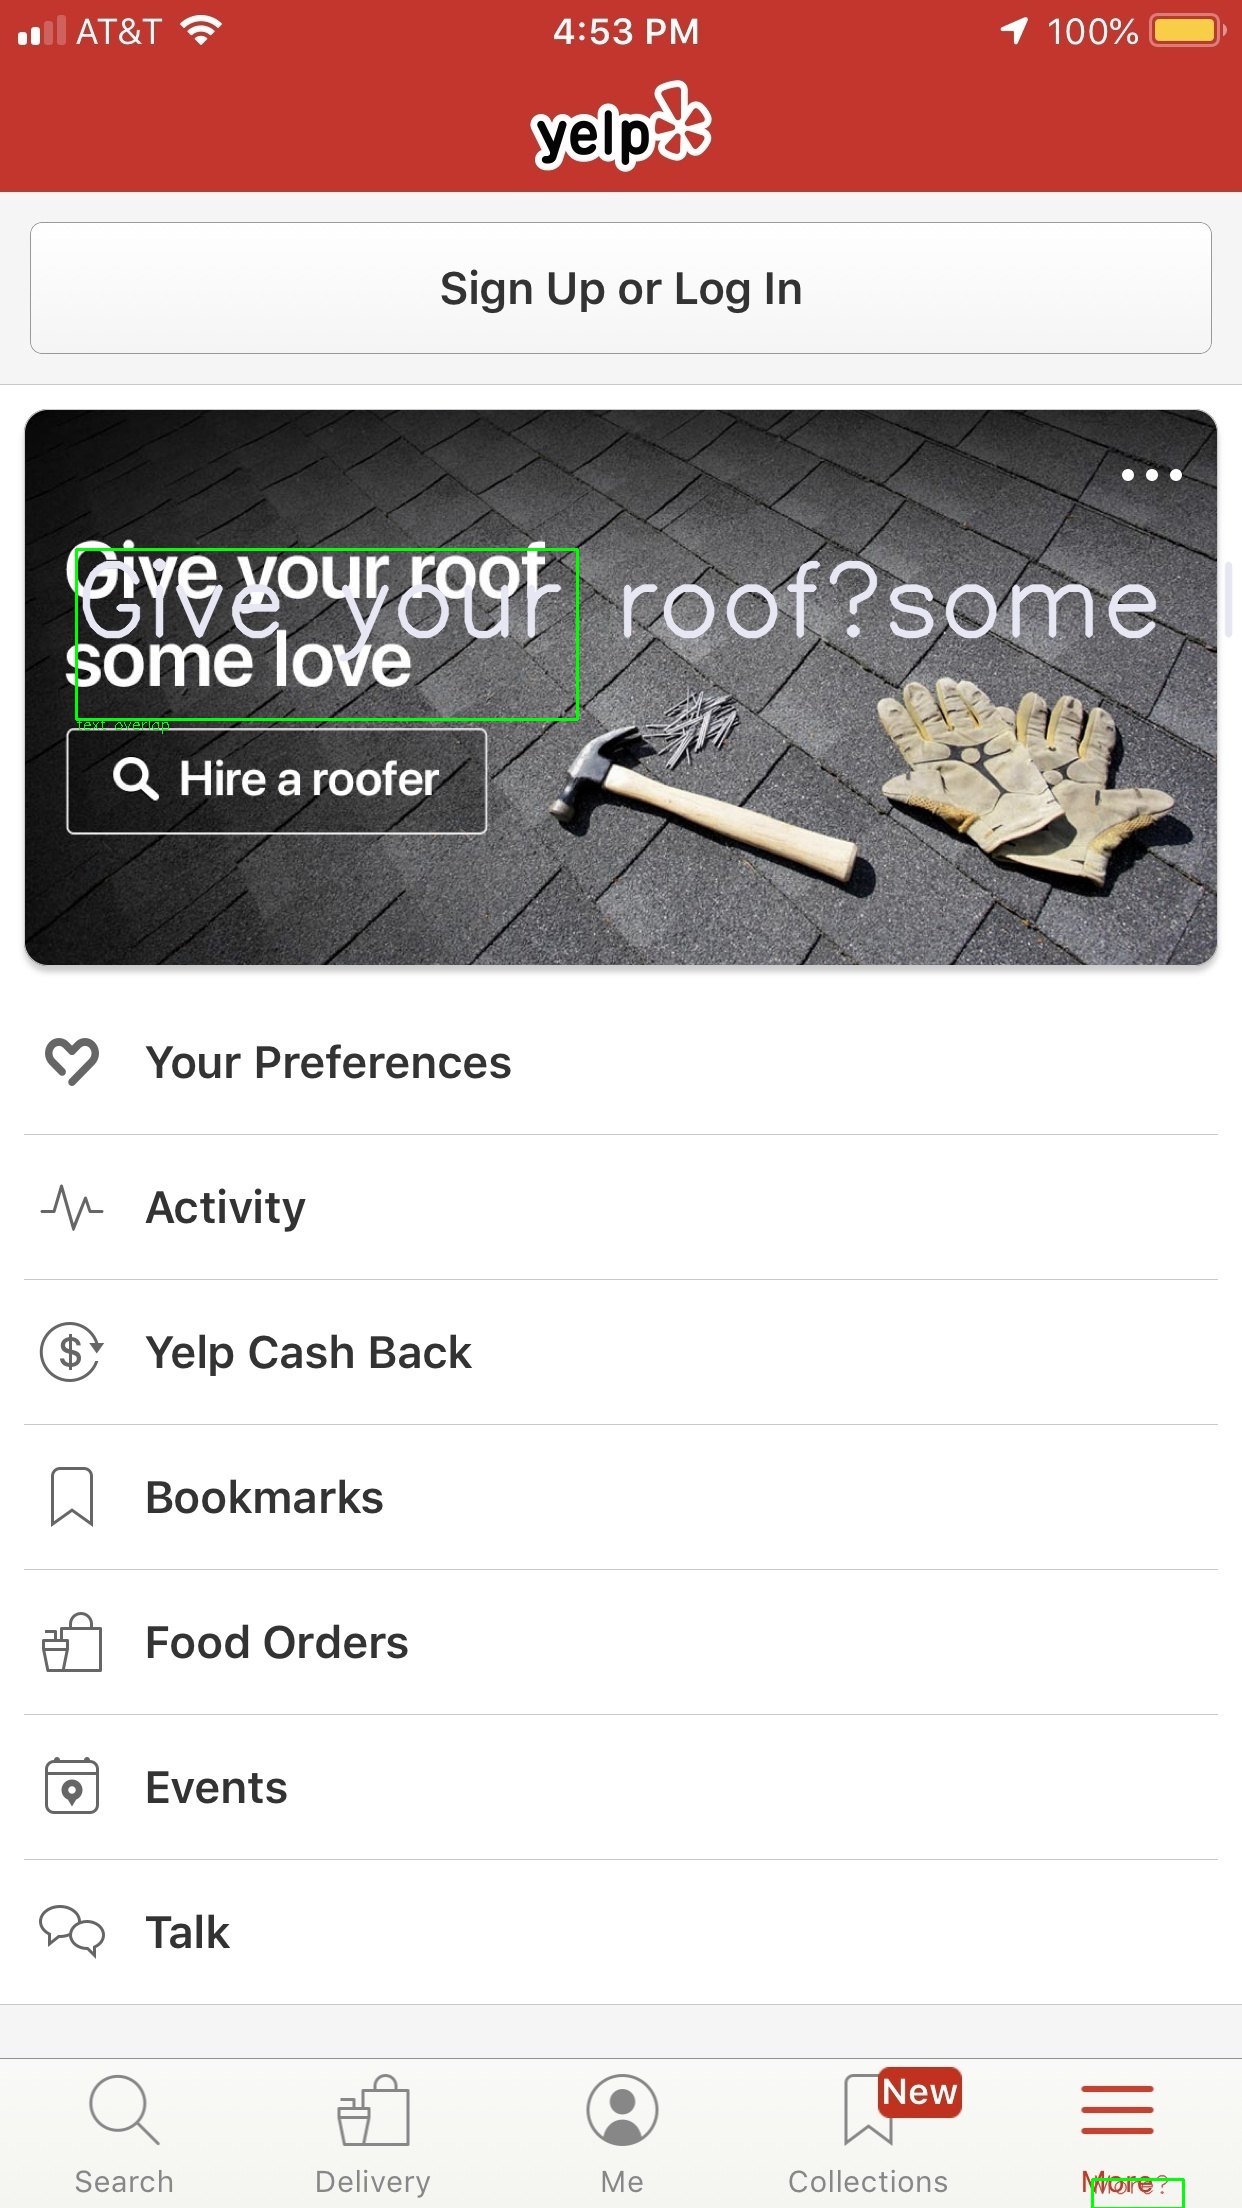 AT&T
4:53 PM
100%
yelp
Sign Up or Log In
Give your roof
some love
Give your roof?some
text_overlap
Hire a roofer
Your Preferences
Activity
$
Yelp Cash Back
Bookmarks
Food Orders
Events
Talk
New
Search
Delivery
Me
Collections
More
More?